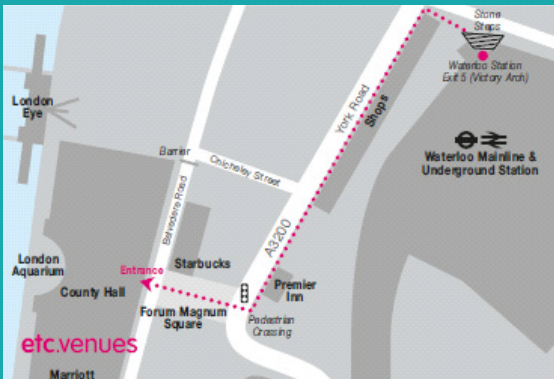 Stone
Steps
Waterloo Station
Exit 5 (Victory Arch)
London
Eye
York Road
Shops
Waterloo Mainline &
Underground Station
Barrier
Chicheley Street
Belvedere Road
A3200
London
Aquarium
Starbucks
Entrance
County Hall
Premier
Inn
Forum Magnum
Square
Pedestrian
Crossing
etc.venues
Marriott